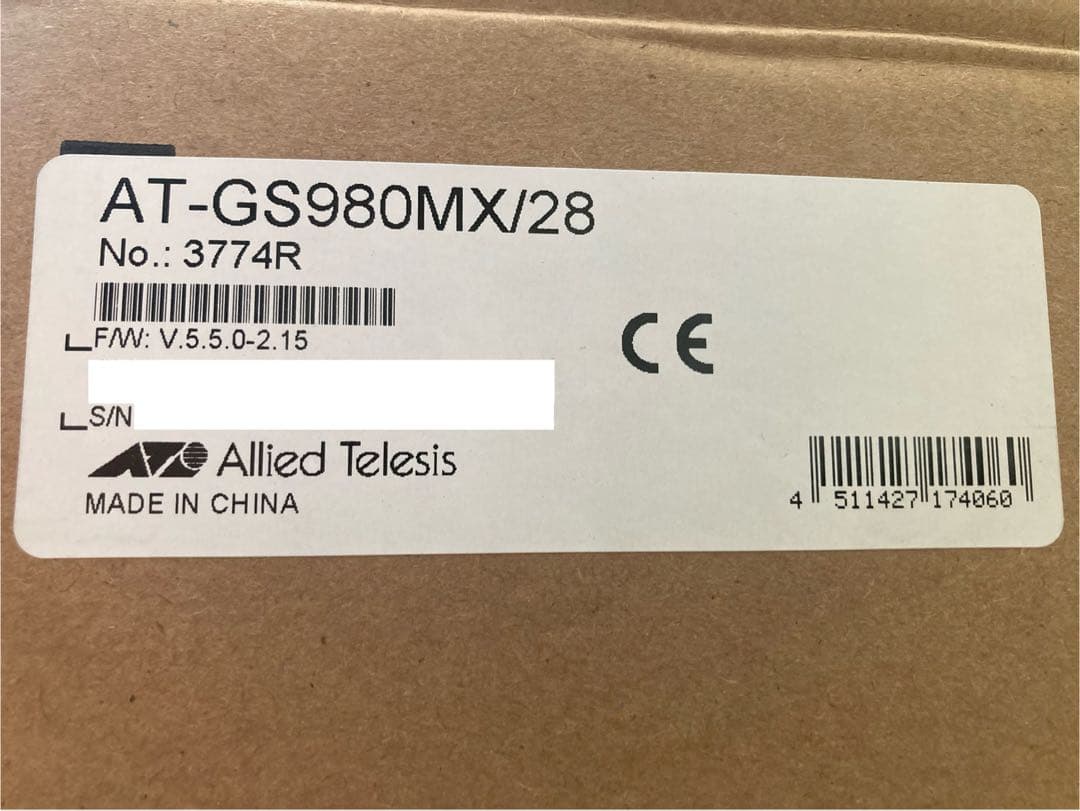 AT-GS980MX/28
No.: 3774R
F/W: V.5.5.0-2.15
CE
S/N
Allied Telesis
MADE IN CHINA
4 511427 174060